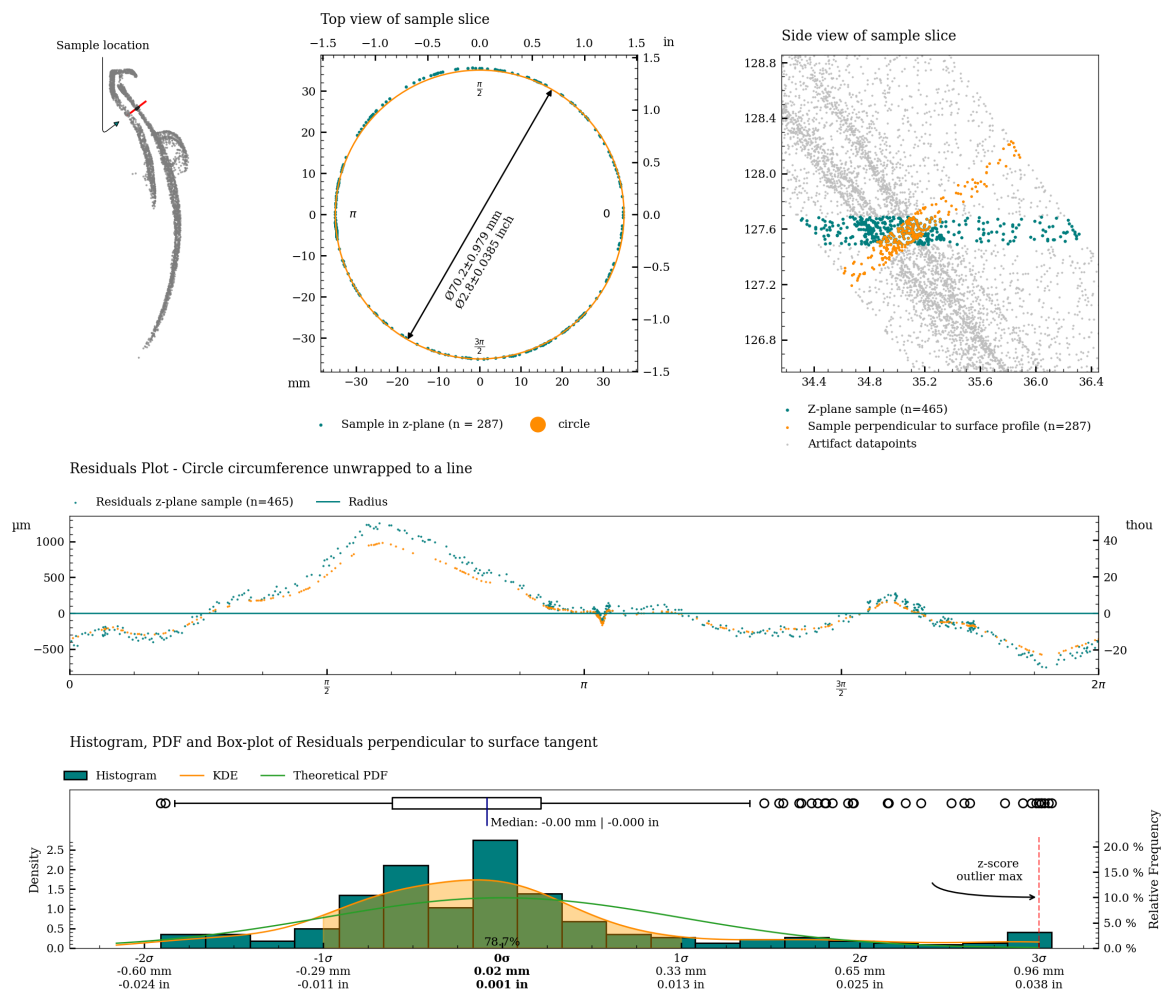 Top view of sample slice
Sample location
−1.5 −1.0 −0.5 0.0 0.5 1.0 1.5 in
30
20
10
0
−10
−20
−30
mm
−30 −20 −10 0 10 20 30
1.5
1.0
0.5
0.0
−0.5
−1.0
−1.5
π/2
π
0
3π/2
Ø70.2±0.979 mm
Ø2.8±0.0385 inch
Sample in z-plane (n = 287) circle
Side view of sample slice
128.8
128.4
128.0
127.6
127.2
126.8
34.4 34.8 35.2 35.6 36.0 36.4
Z-plane sample (n=465)
Sample perpendicular to surface profile (n=287)
Artifact datapoints
Residuals Plot - Circle circumference unwrapped to a line
Residuals z-plane sample (n=465) Radius
µm
1000
500
0
−500
thou
40
20
0
−20
0 π/2 π 3π/2 2π
Histogram, PDF and Box-plot of Residuals perpendicular to surface tangent
Histogram KDE Theoretical PDF
Median: -0.00 mm | -0.000 in
Density
2.5
2.0
1.5
1.0
0.5
0.0
z-score
outlier max
78.7%
Relative Frequency
20.0 %
15.0 %
10.0 %
5.0 %
0.0 %
-2σ -1σ 0σ 1σ 2σ 3σ
-0.60 mm -0.29 mm 0.02 mm 0.33 mm 0.65 mm 0.96 mm
-0.024 in -0.011 in 0.001 in 0.013 in 0.025 in 0.038 in